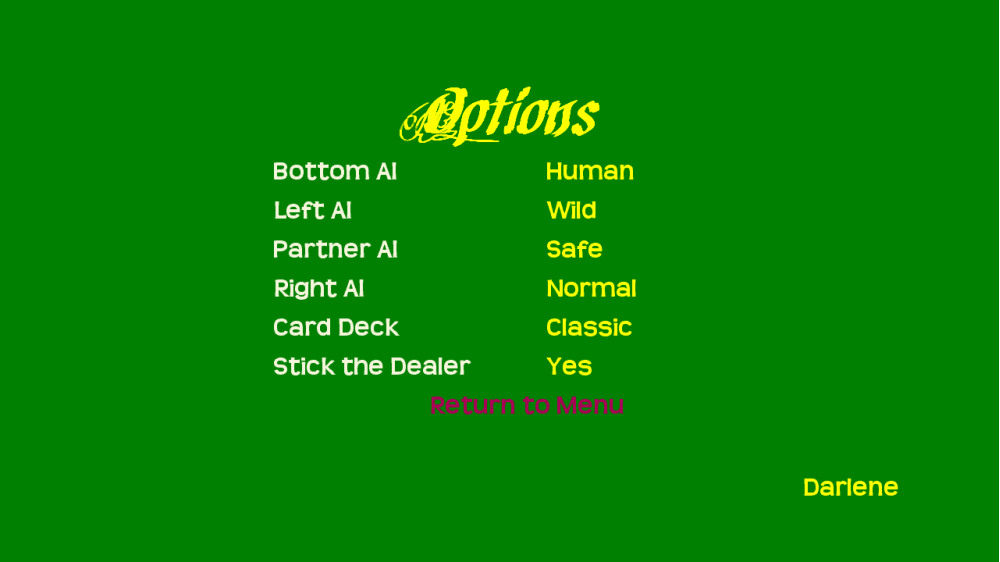 Options
Bottom AI Human
Left AI Wild
Partner AI Safe
Right AI Normal
Card Deck Classic
Stick the Dealer Yes
Return to Menu
Darlene